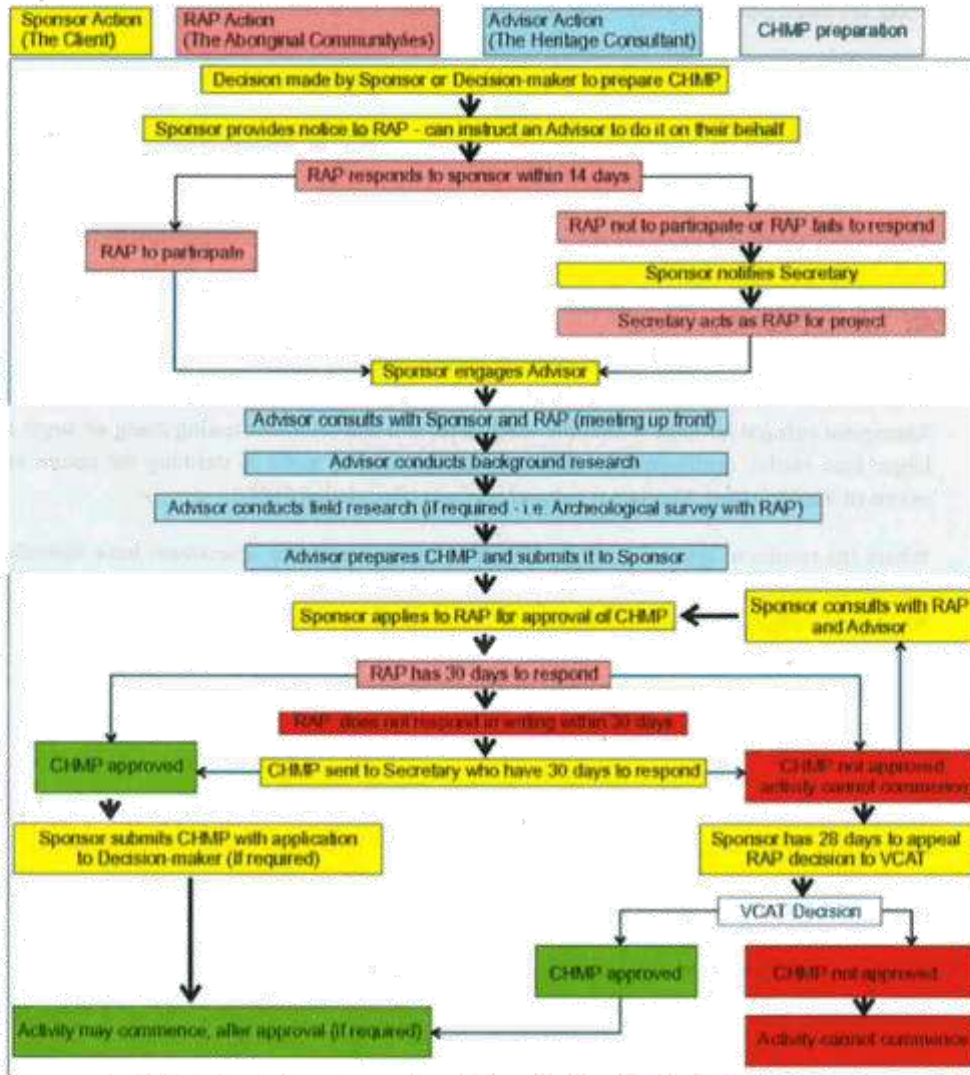 Sponsor Action
(The Client)
RAP Action
(The Aboriginal Community/ies)
Advisor Action
(The Heritage Consultant)
CHMP preparation
Decision made by Sponsor or Decision-maker to prepare CHMP
Sponsor provides notice to RAP - can instruct an Advisor to do it on their behalf
RAP responds to sponsor within 14 days
RAP to participate
RAP not to participate or RAP fails to respond
Sponsor notifies Secretary
Secretary acts as RAP for project
Sponsor engages Advisor
Advisor consults with Sponsor and RAP (meeting up front)
Advisor conducts background research
Advisor conducts field research (if required - i.e. Archeological survey with RAP)
Advisor prepares CHMP and submits it to Sponsor
Sponsor applies to RAP for approval of CHMP
Sponsor consults with RAP
and Advisor
RAP has 30 days to respond
RAP does not respond in writing within 30 days
CHMP approved
CHMP sent to Secretary who have 30 days to respond
CHMP not approved
activity cannot commence
Sponsor submits CHMP with application
to Decision-maker (If required)
Sponsor has 28 days to appeal
RAP decision to VCAT
VCAT Decision
CHMP approved
CHMP not approved
Activity may commence, after approval (if required)
Activity cannot commence